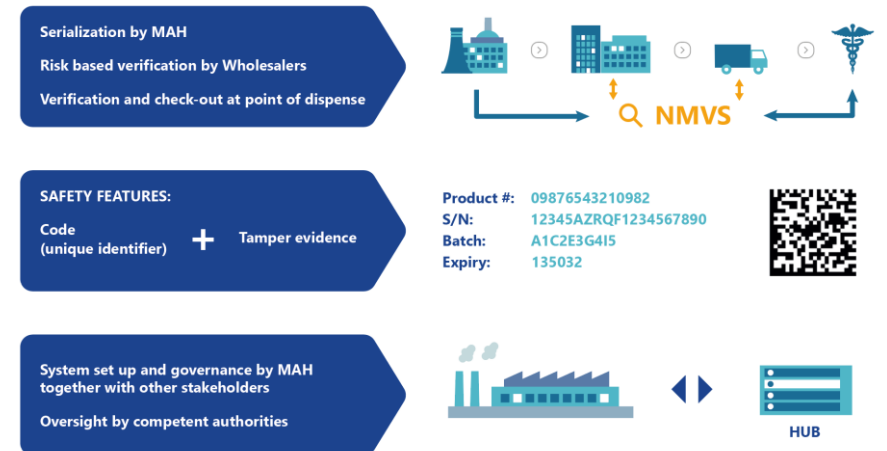 Serialization by MAH
Risk based verification by Wholesalers
Verification and check-out at point of dispense
NMVS
SAFETY FEATURES:
Code
(unique identifier)
+
Tamper evidence
Product #: 09876543210982
S/N: 12345AZRQF1234567890
Batch: A1C2E3G4I5
Expiry: 135032
System set up and governance by MAH
together with other stakeholders
Oversight by competent authorities
HUB